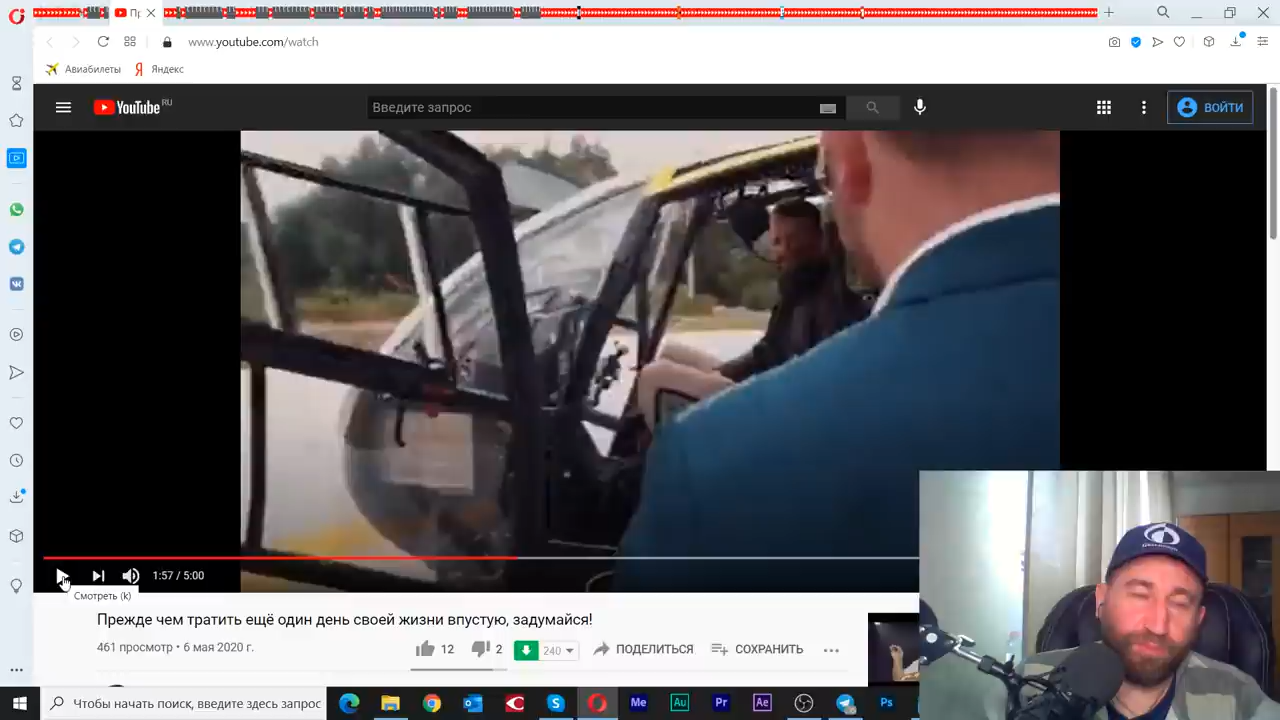 Пр
www.youtube.com/watch
Авиабилеты
Яндекс
YouTube RU
Введите запрос
ВОЙТИ
1:57 / 5:00
Смотреть (k)
Прежде чем тратить ещё один день своей жизни впустую, задумайся!
461 просмотр • 6 мая 2020 г.
12
2
240
ПОДЕЛИТЬСЯ
СОХРАНИТЬ
Чтобы начать поиск, введите здесь запрос
Me
Au
Pr
Ae
Ps